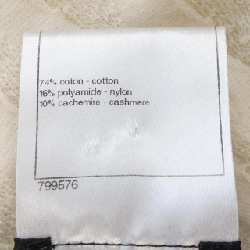 74% coton - cotton
16% polyamide - nylon
10% cachemire - cashmere
799576